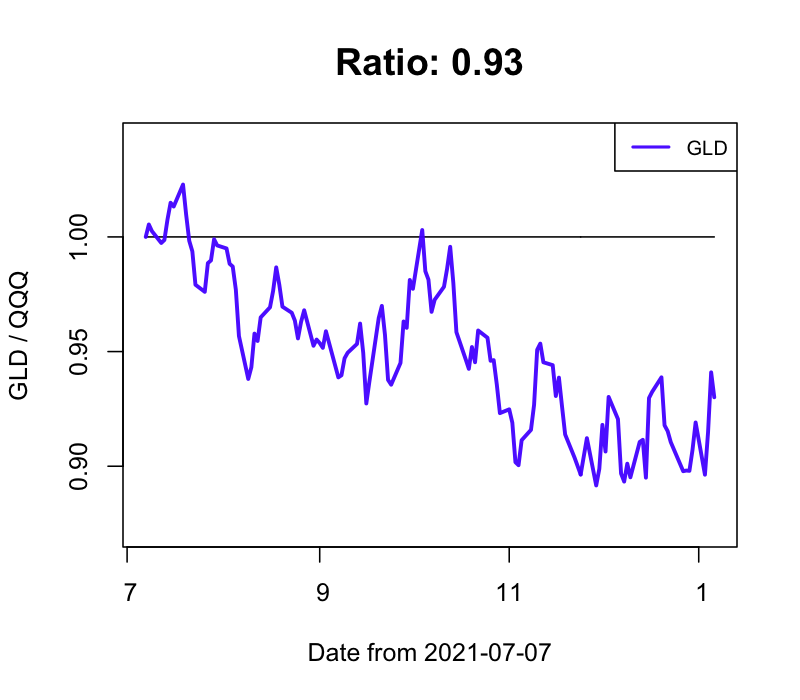 Ratio: 0.93
GLD
GLD / QQQ
1.00
0.95
0.90
7 9 11 1
Date from 2021-07-07